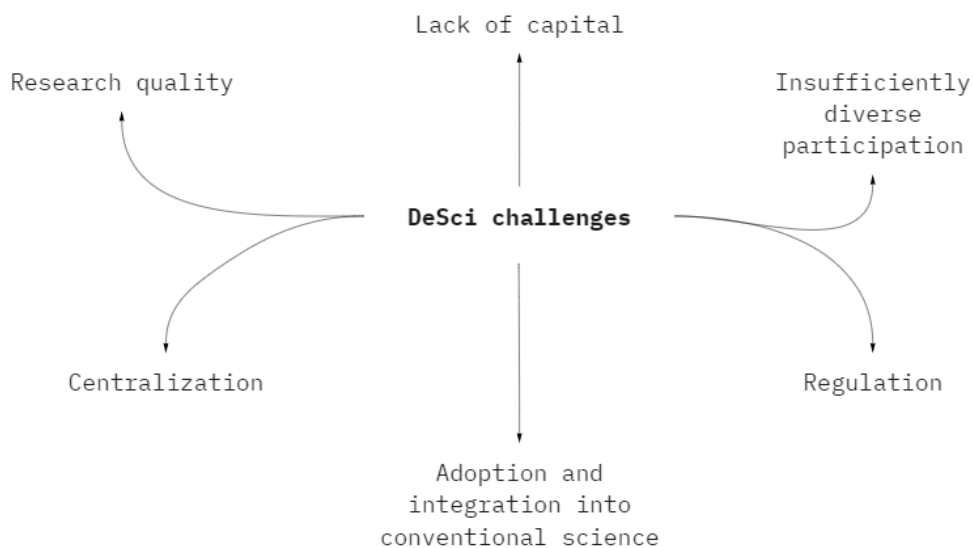 Lack of capital
Research quality
Insufficiently
diverse
participation
DeSci challenges
Centralization
Regulation
Adoption and
integration into
conventional science